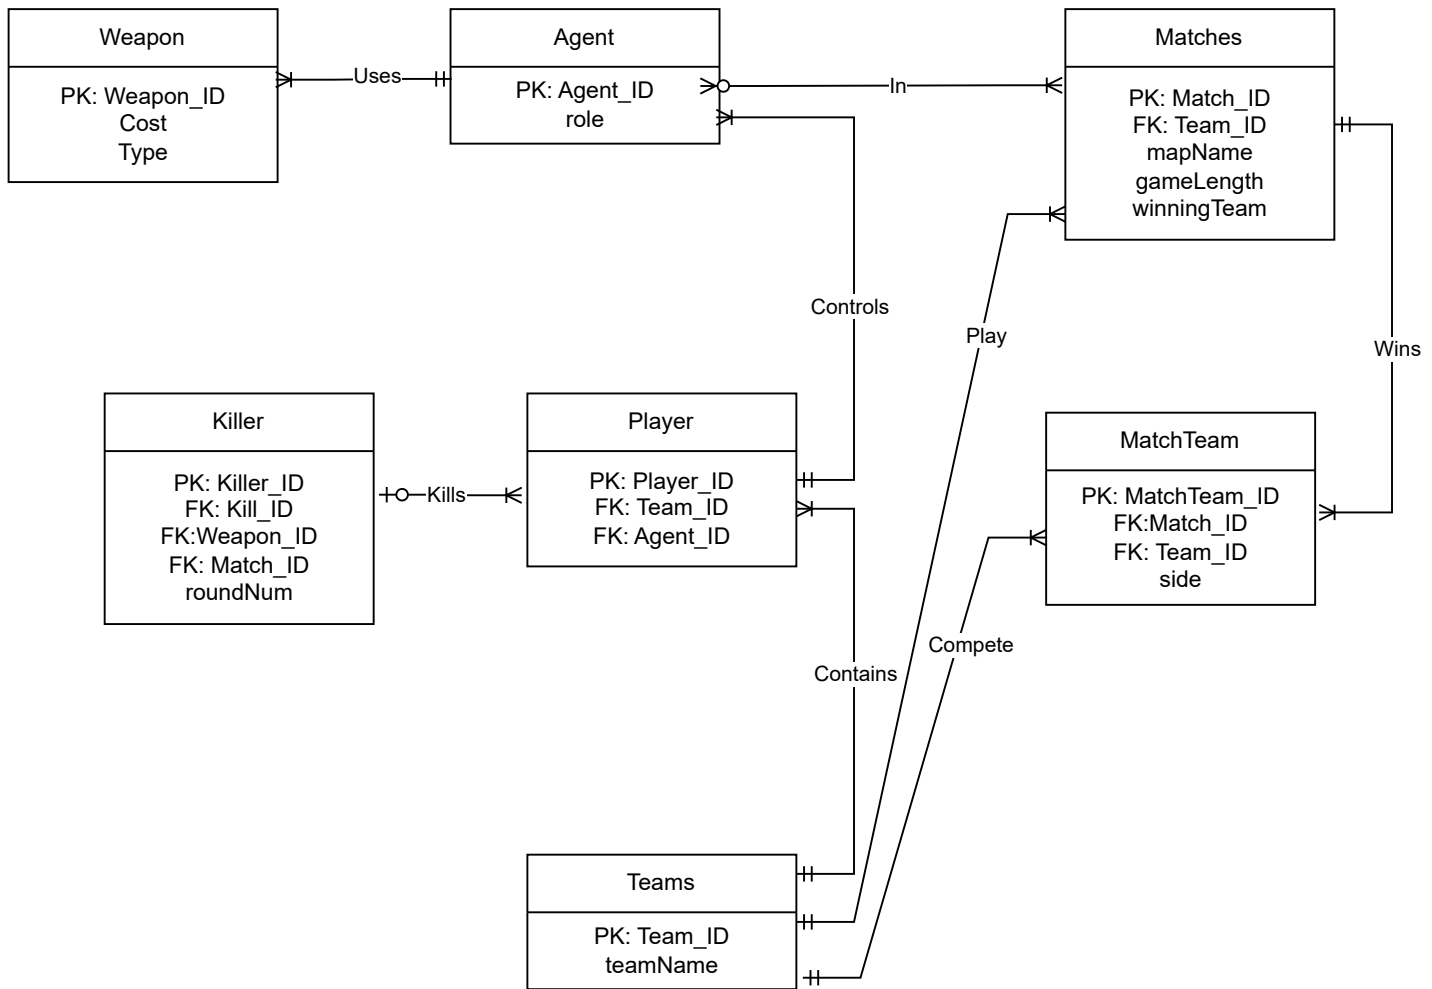 Weapon
PK: Weapon_ID
Cost
Type
Uses
Agent
PK: Agent_ID
role
In
Matches
PK: Match_ID
FK: Team_ID
mapName
gameLength
winningTeam
Controls
Play
Wins
Killer
PK: Killer_ID
FK: Kill_ID
FK:Weapon_ID
FK: Match_ID
roundNum
Kills
Player
PK: Player_ID
FK: Team_ID
FK: Agent_ID
MatchTeam
PK: MatchTeam_ID
FK:Match_ID
FK: Team_ID
side
Compete
Contains
Teams
PK: Team_ID
teamName